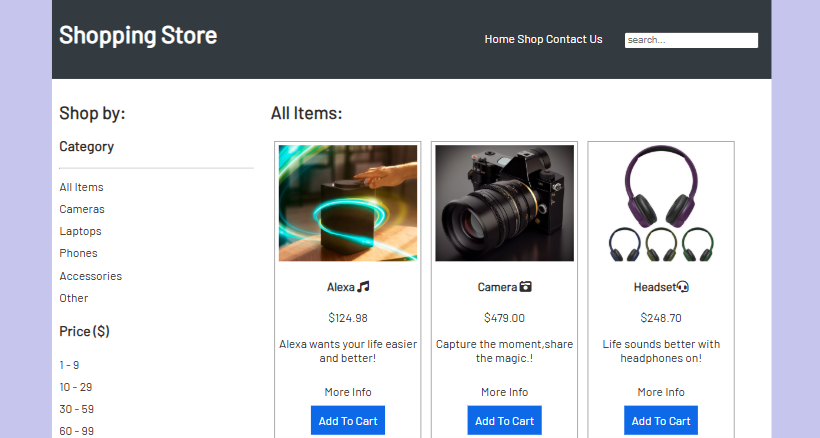 Shopping Store
Home Shop Contact Us
search...
Shop by:
Category
All Items
Cameras
Laptops
Phones
Accessories
Other
Price ($)
1 - 9
10 - 29
30 - 59
60 - 99
All Items:
Alexa
$124.98
Alexa wants your life easier
and better!
More Info
Add To Cart
Camera
$479.00
Capture the moment,share
the magic.!
More Info
Add To Cart
Headset
$248.70
Life sounds better with
headphones on!
More Info
Add To Cart